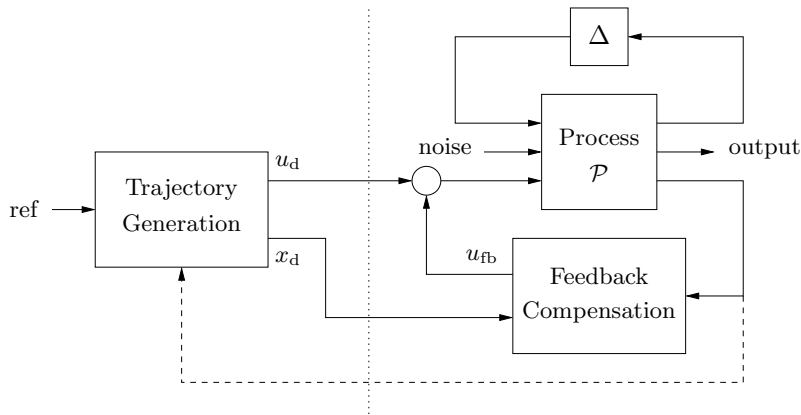 Δ
noise
Process
𝒫
output
u_d
Trajectory
Generation
ref
x_d
u_fb
Feedback
Compensation